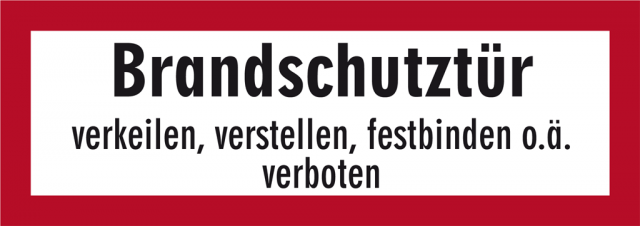 Brandschutztür
verkeilen, verstellen, festbinden o.ä.
verboten